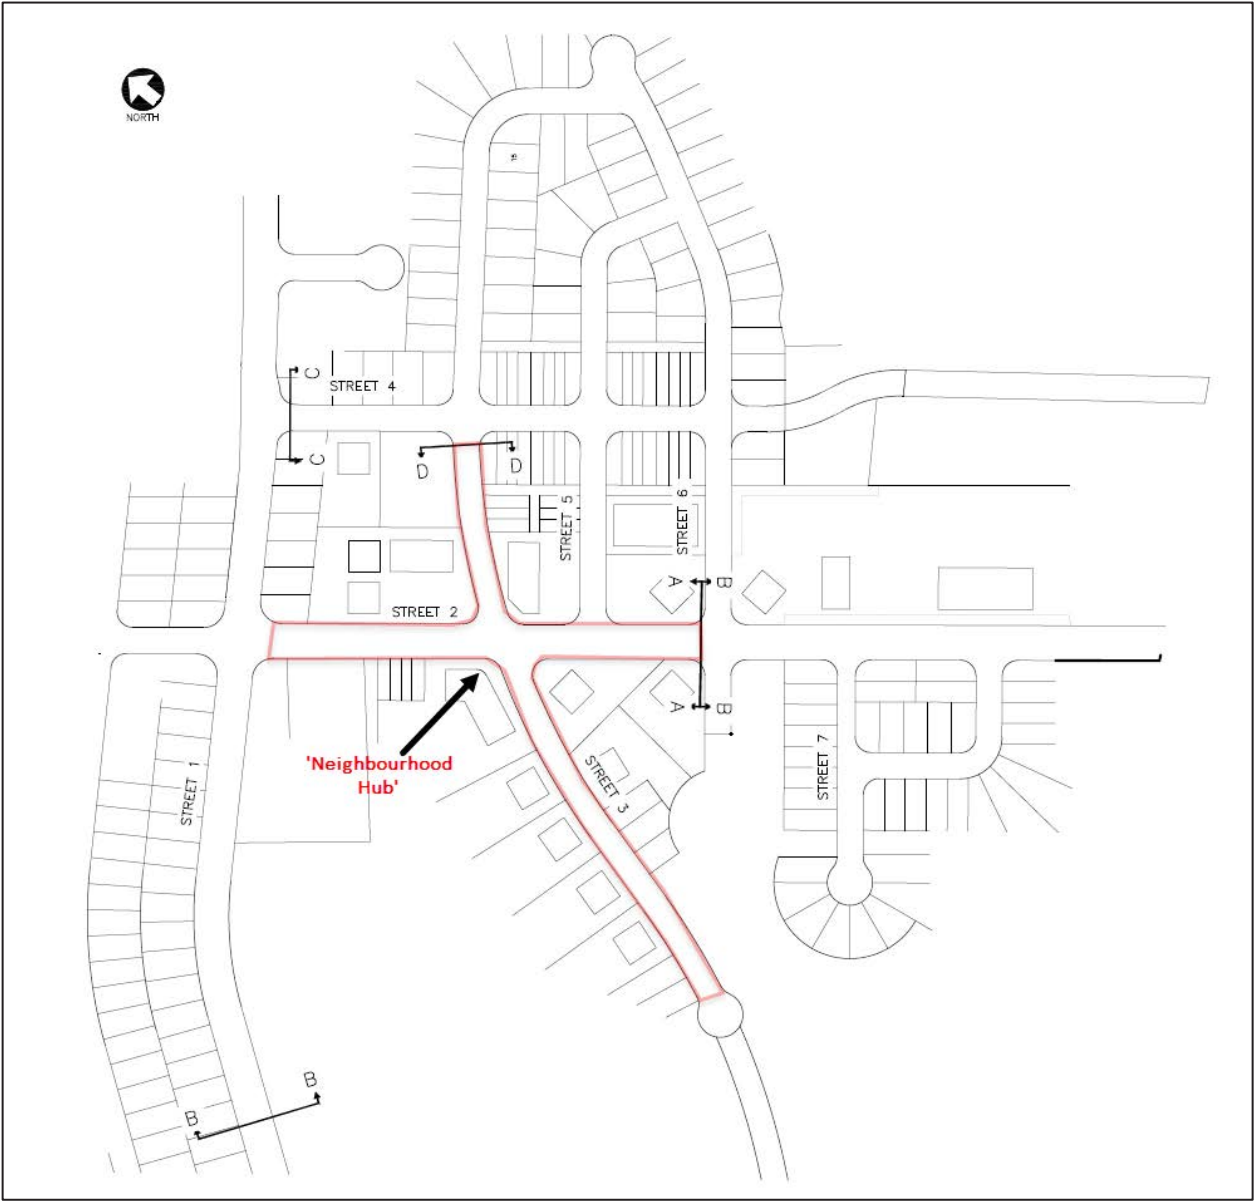 NORTH
C
STREET 4
C
D
D
STREET 5
STREET 6
A
B
STREET 2
A
B
'Neighbourhood
Hub'
STREET 1
STREET 3
STREET 7
B
B